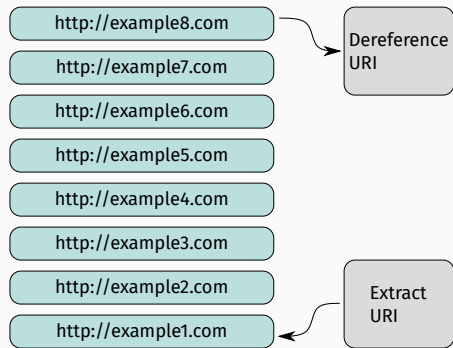 http://example8.com
Dereference
URI
http://example7.com
http://example6.com
http://example5.com
http://example4.com
http://example3.com
http://example2.com
http://example1.com
Extract
URI